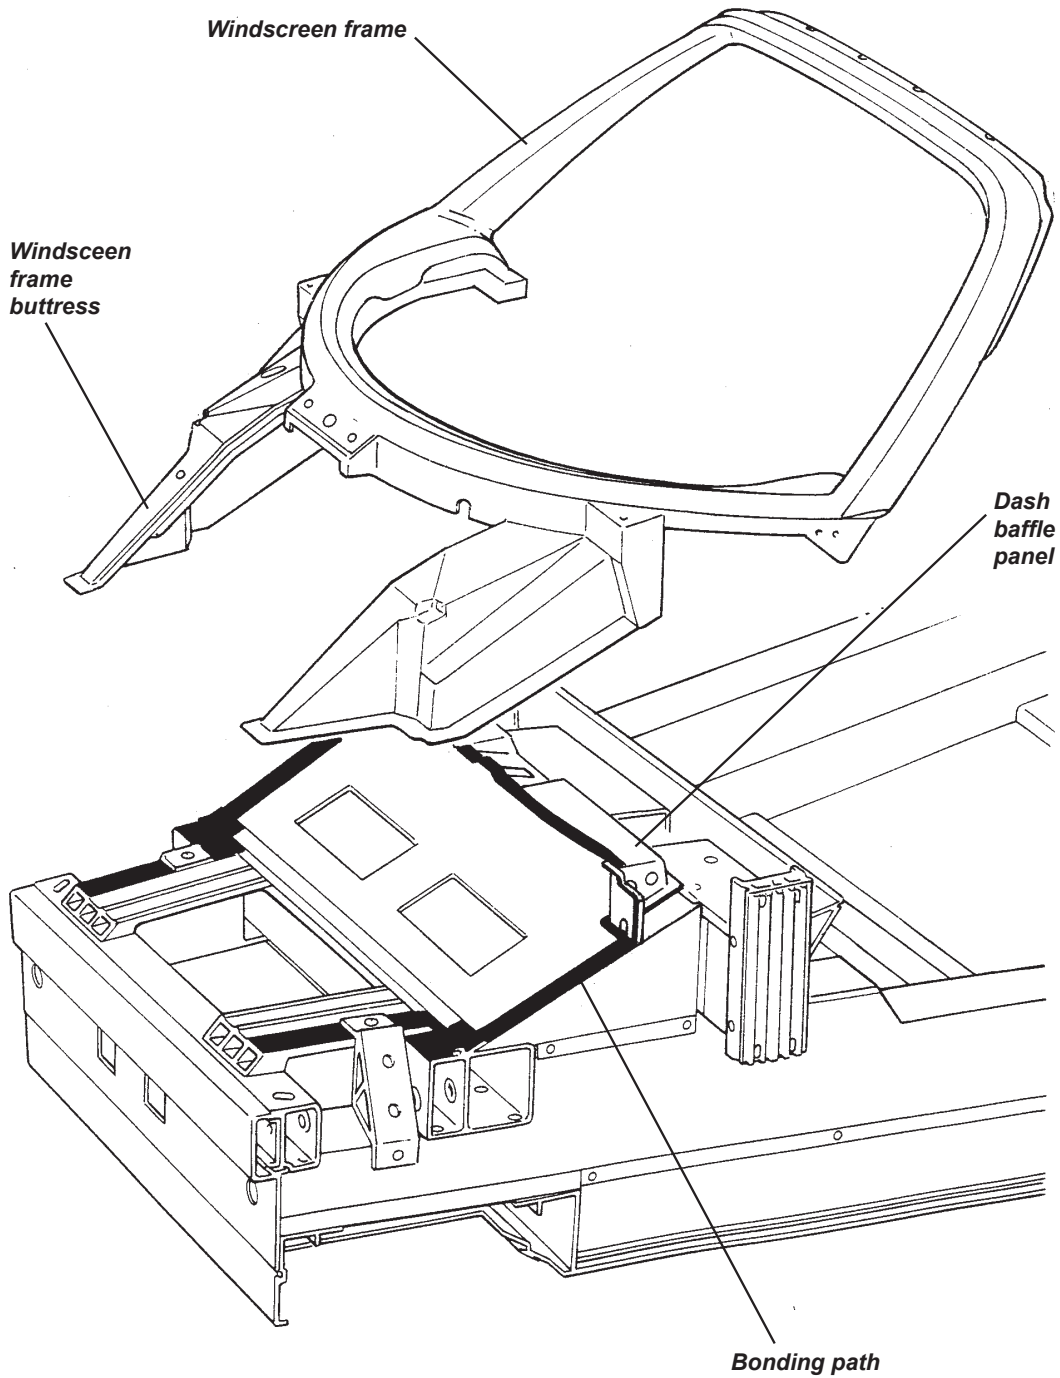 Windscreen frame
Windsceen
frame
buttress
Dash
baffle
panel
Bonding path